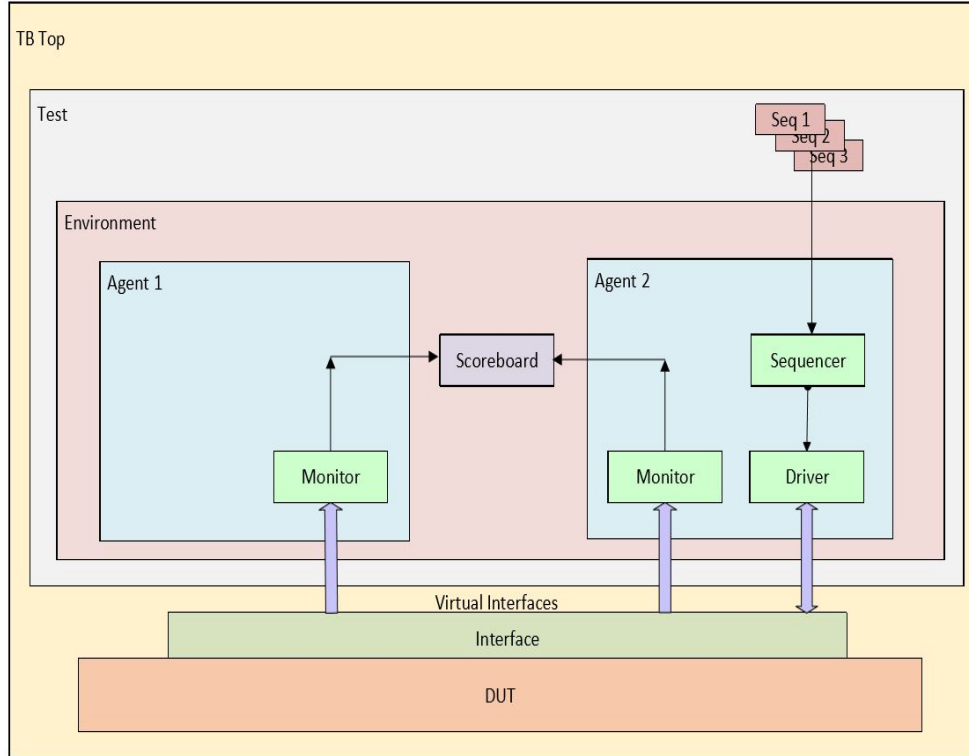 TB Top
Test
Seq 1
Seq 2
Seq 3
Environment
Agent 1
Agent 2
Scoreboard
Sequencer
Monitor
Monitor
Driver
Virtual Interfaces
Interface
DUT